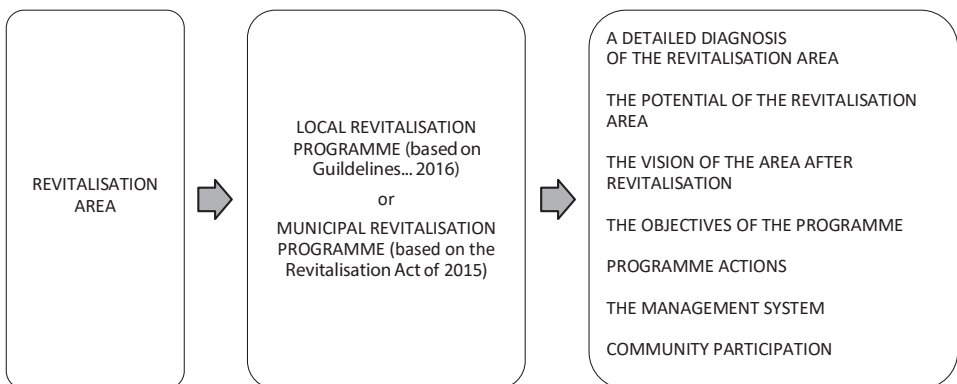 REVITALISATION
AREA
LOCAL REVITALISATION
PROGRAMME (based on
Guildelines... 2016)
or
MUNICIPAL REVITALISATION
PROGRAMME (based on the
Revitalisation Act of 2015)
A DETAILED DIAGNOSIS
OF THE REVITALISATION AREA
THE POTENTIAL OF THE REVITALISATION
AREA
THE VISION OF THE AREA AFTER
REVITALISATION
THE OBJECTIVES OF THE PROGRAMME
PROGRAMME ACTIONS
THE MANAGEMENT SYSTEM
COMMUNITY PARTICIPATION